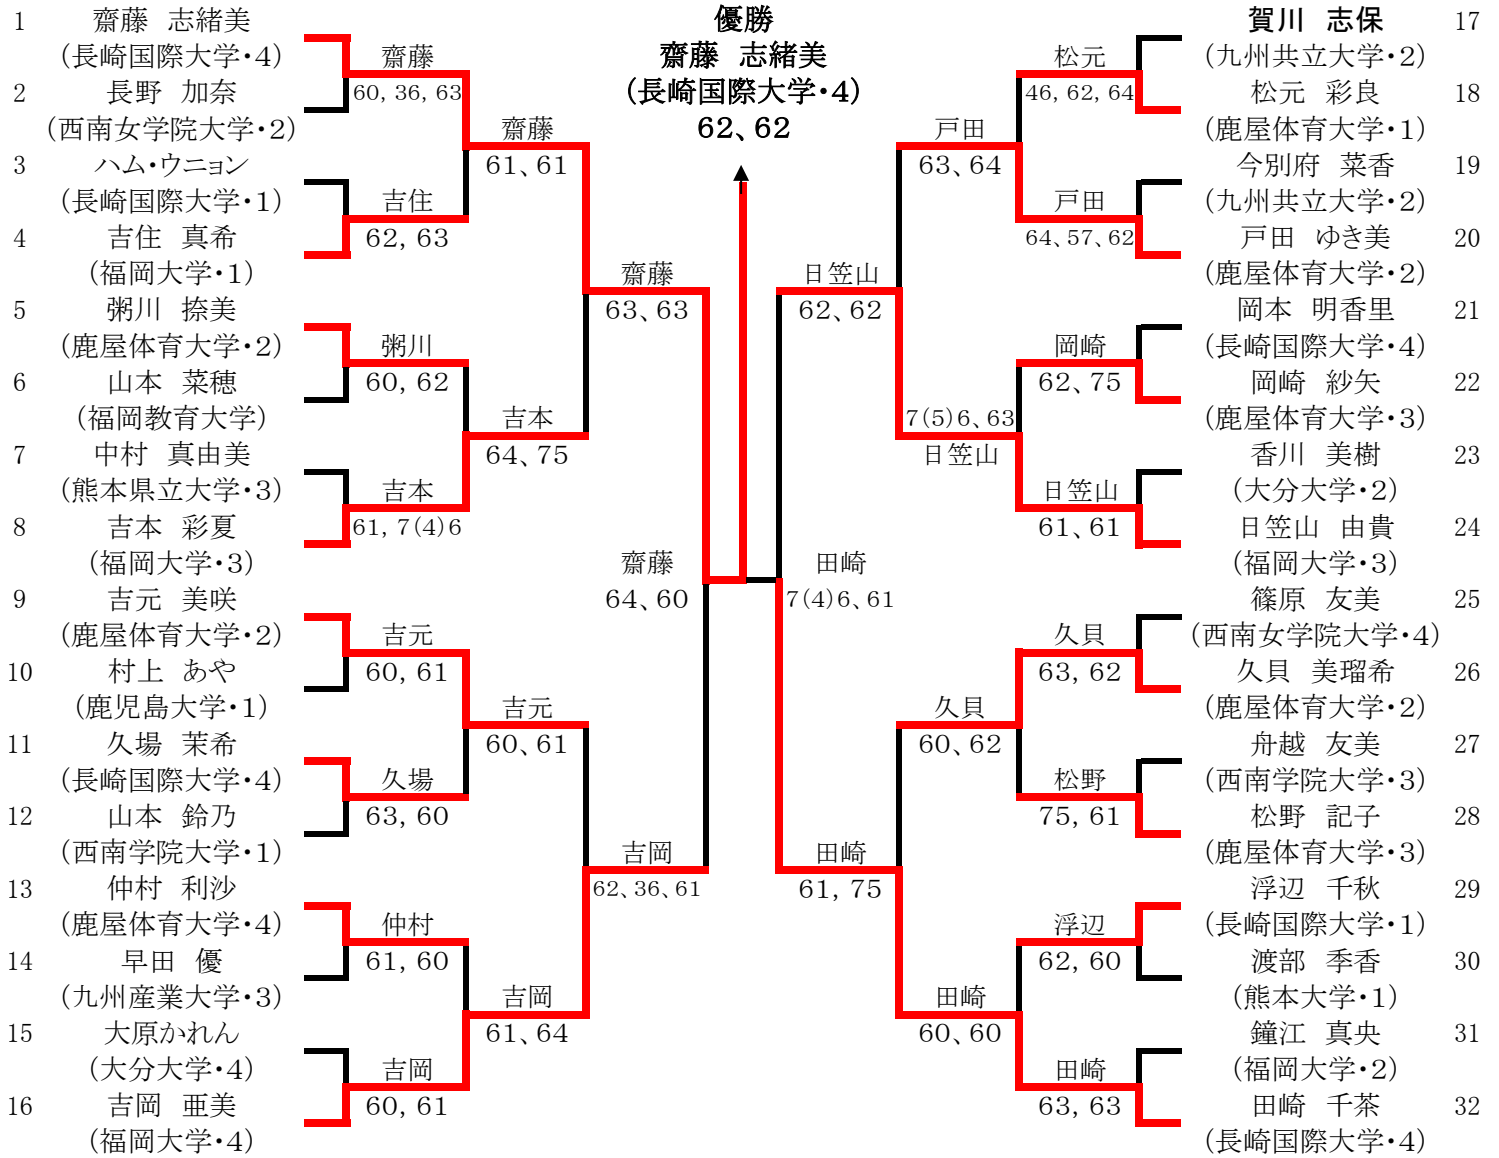 優勝
齋藤 志緒美
(長崎国際大学・4)
62、62
1 齋藤 志緒美
(長崎国際大学・4)
2 長野 加奈
(西南女学院大学・2)
3 ハム・ウニョン
(長崎国際大学・1)
4 吉住 真希
(福岡大学・1)
5 粥川 捺美
(鹿屋体育大学・2)
6 山本 菜穂
(福岡教育大学)
7 中村 真由美
(熊本県立大学・3)
8 吉本 彩夏
(福岡大学・3)
9 吉元 美咲
(鹿屋体育大学・2)
10 村上 あや
(鹿児島大学・1)
11 久場 茉希
(長崎国際大学・4)
12 山本 鈴乃
(西南学院大学・1)
13 仲村 利沙
(鹿屋体育大学・4)
14 早田 優
(九州産業大学・3)
15 大原かれん
(大分大学・4)
16 吉岡 亜美
(福岡大学・4)
齋藤
60, 36, 63
吉住
62, 63
粥川
60, 62
吉本
61, 7(4)6
吉元
60, 61
久場
63, 60
仲村
61, 60
吉岡
60, 61
齋藤
61、61
吉本
64、75
吉元
60、61
吉岡
61、64
齋藤
63、63
吉岡
62、36、61
齋藤
64、60
田崎
7(4)6、61
日笠山
62、62
田崎
61, 75
戸田
63、64
7(5)6、63
日笠山
久貝
60、62
田崎
60、60
松元
46, 62, 64
戸田
64、57、62
岡崎
62、75
日笠山
61、61
久貝
63, 62
松野
75, 61
浮辺
62, 60
田崎
63, 63
賀川 志保 17
(九州共立大学・2)
松元 彩良 18
(鹿屋体育大学・1)
今別府 菜香 19
(九州共立大学・2)
戸田 ゆき美 20
(鹿屋体育大学・2)
岡本 明香里 21
(長崎国際大学・4)
岡崎 紗矢 22
(鹿屋体育大学・3)
香川 美樹 23
(大分大学・2)
日笠山 由貴 24
(福岡大学・3)
篠原 友美 25
(西南女学院大学・4)
久貝 美瑠希 26
(鹿屋体育大学・2)
舟越 友美 27
(西南学院大学・3)
松野 記子 28
(鹿屋体育大学・3)
浮辺 千秋 29
(長崎国際大学・1)
渡部 季香 30
(熊本大学・1)
鐘江 真央 31
(福岡大学・2)
田崎 千茶 32
(長崎国際大学・4)